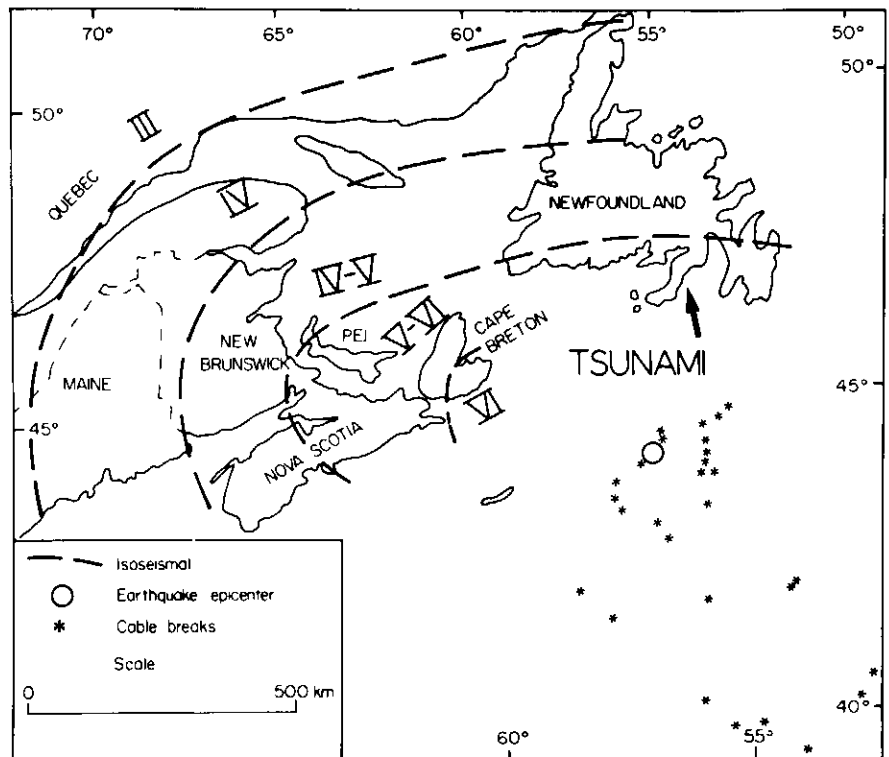 70° 65° 60° 55° 50°
50°
50°
III
QUEBEC
IV
NEWFOUNDLAND
IV-V
V-VI
PEI
CAPE
BRETON
NEW
BRUNSWICK
MAINE
TSUNAMI
VI
45°
45°
NOVA SCOTIA
Isoseismal
Earthquake epicenter
* Cable breaks
Scale
0 500 km
40°
60° 55°